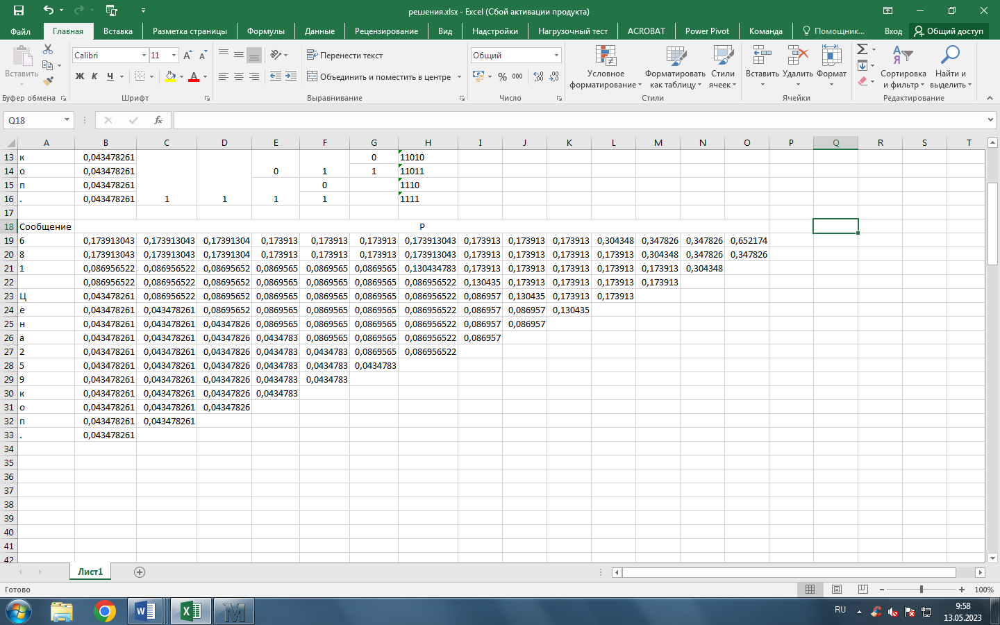 решения.xlsx - Excel (Сбой активации продукта)
Файл Главная Вставка Разметка страницы Формулы Данные Рецензирование Вид Надстройки Нагрузочный тест ACROBAT Power Pivot Команда Помощник... Вход Общий доступ
Вставить Calibri 11 Перенести текст Общий
Ж К Ч Объединить и поместить в центре % 000
Условное форматирование Форматировать как таблицу Стили ячеек Вставить Удалить Формат Сортировка и фильтр Найти и выделить
Буфер обмена Шрифт Выравнивание Число Стили Ячейки Редактирование
Q18 fx
A B C D E F G H I J K L M N O P Q R S T
13 к 0,043478261 0 11010
14 о 0,043478261 0 1 1 11011
15 п 0,043478261 0 1110
16 . 0,043478261 1 1 1 1 1111
17
18 Сообщение P
19 6 0,173913043 0,173913043 0,17391304 0,173913 0,173913 0,173913 0,173913043 0,173913 0,173913 0,173913 0,304348 0,347826 0,347826 0,652174
20 8 0,173913043 0,173913043 0,17391304 0,173913 0,173913 0,173913 0,173913043 0,173913 0,173913 0,173913 0,173913 0,304348 0,347826 0,347826
21 1 0,086956522 0,086956522 0,08695652 0,0869565 0,0869565 0,0869565 0,130434783 0,173913 0,173913 0,173913 0,173913 0,173913 0,304348
22 0,086956522 0,086956522 0,08695652 0,0869565 0,0869565 0,0869565 0,086956522 0,130435 0,173913 0,173913 0,173913 0,173913
23 Ц 0,043478261 0,086956522 0,08695652 0,0869565 0,0869565 0,0869565 0,086956522 0,086957 0,130435 0,173913 0,173913
24 е 0,043478261 0,043478261 0,08695652 0,0869565 0,0869565 0,0869565 0,086956522 0,086957 0,086957 0,130435
25 н 0,043478261 0,043478261 0,04347826 0,0869565 0,0869565 0,0869565 0,086956522 0,086957 0,086957
26 а 0,043478261 0,043478261 0,04347826 0,0434783 0,0869565 0,0869565 0,086956522 0,086957
27 2 0,043478261 0,043478261 0,04347826 0,0434783 0,0434783 0,0869565 0,086956522
28 5 0,043478261 0,043478261 0,04347826 0,0434783 0,0434783 0,0434783
29 9 0,043478261 0,043478261 0,04347826 0,0434783 0,0434783
30 к 0,043478261 0,043478261 0,04347826 0,0434783
31 о 0,043478261 0,043478261 0,04347826
32 п 0,043478261 0,043478261
33 . 0,043478261
34
35
36
37
38
39
40
41
42
Лист1
Готово 100%
RU 9:58
13.05.2023